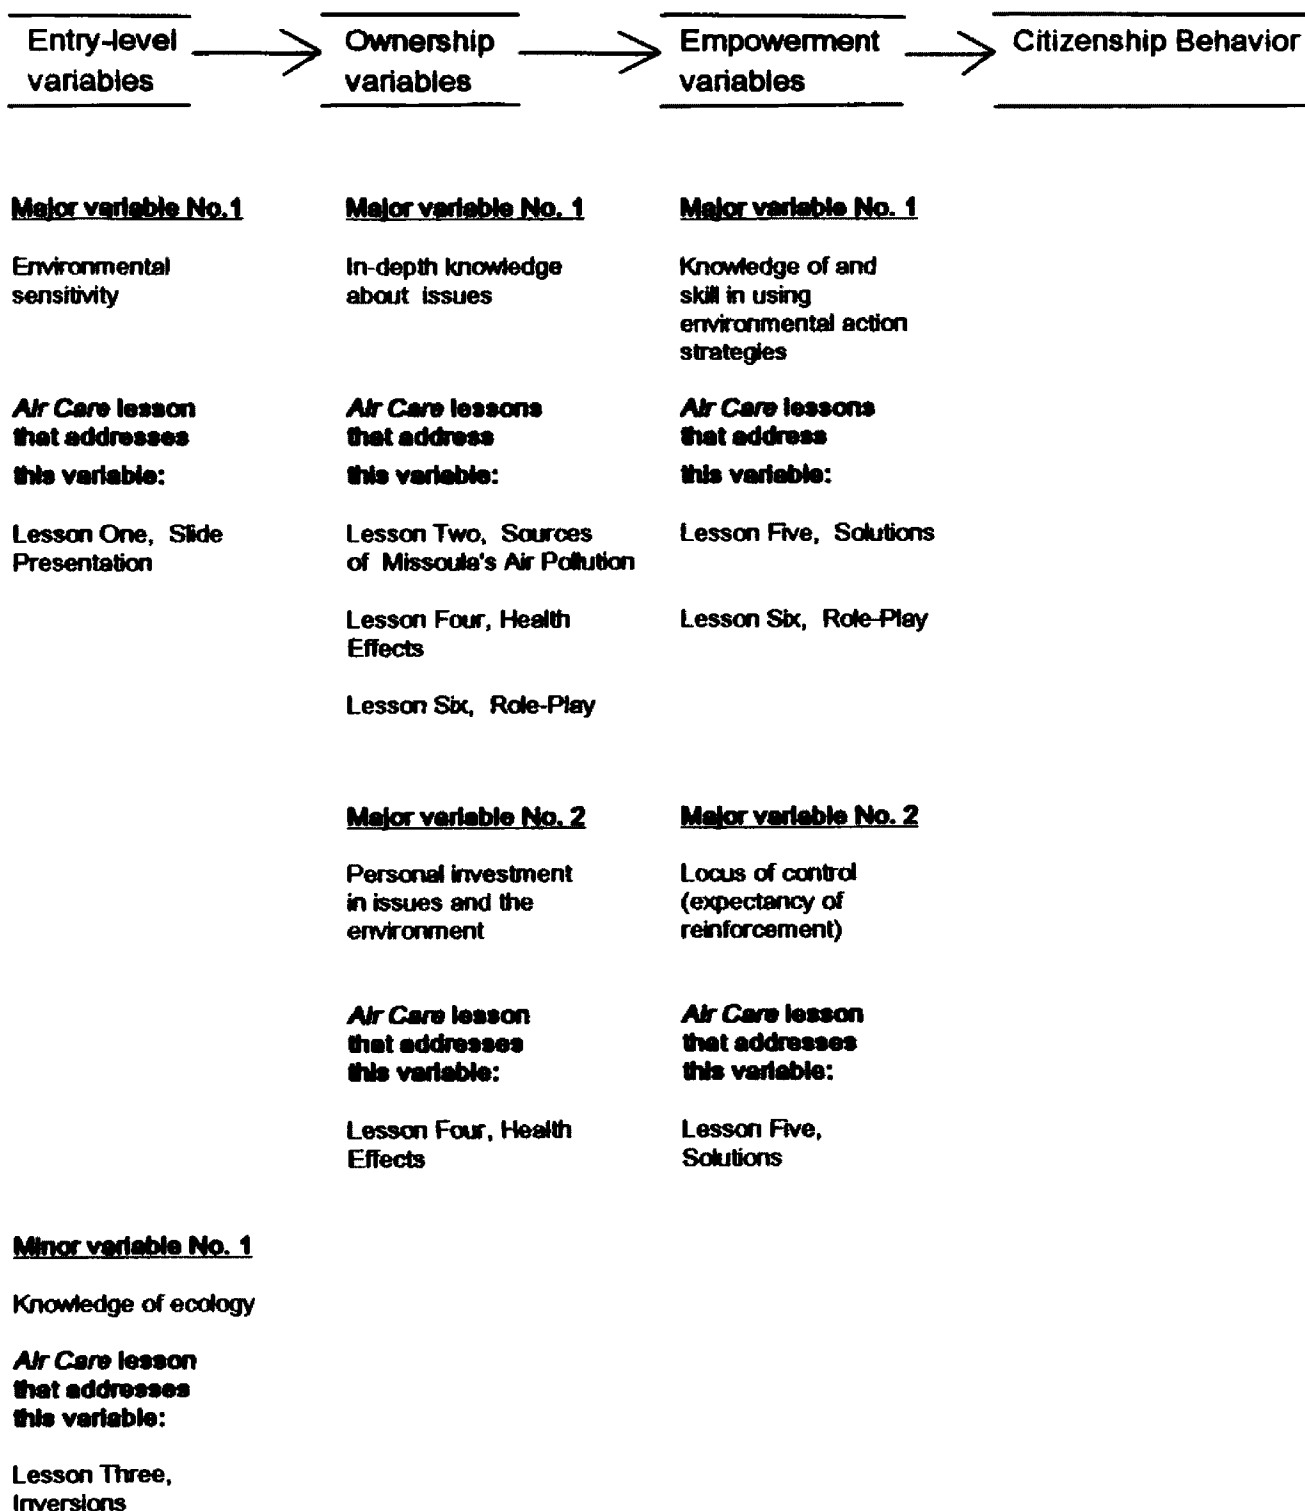 Entry-level
variables
Ownership
variables
Empowerment
variables
Citizenship Behavior
Major variable No.1
Environmental
sensitivity
Air Care lesson
that addresses
this variable:
Lesson One, Slide
Presentation
Major variable No. 1
In-depth knowledge
about issues
Air Care lessons
that address
this variable:
Lesson Two, Sources
of Missoula's Air Pollution
Lesson Four, Health
Effects
Lesson Six, Role-Play
Major variable No. 1
Knowledge of and
skill in using
environmental action
strategies
Air Care lessons
that address
this variable:
Lesson Five, Solutions
Lesson Six, Role-Play
Major variable No. 2
Personal investment
in issues and the
environment
Air Care lesson
that addresses
this variable:
Lesson Four, Health
Effects
Major variable No. 2
Locus of control
(expectancy of
reinforcement)
Air Care lesson
that addresses
this variable:
Lesson Five,
Solutions
Minor variable No. 1
Knowledge of ecology
Air Care lesson
that addresses
this variable:
Lesson Three,
Inversions